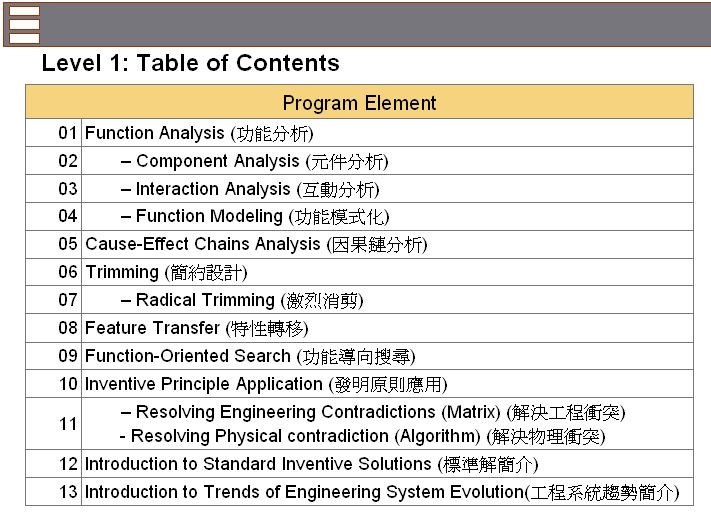 Level 1: Table of Contents
Program Element
01 Function Analysis (功能分析)
02 – Component Analysis (元件分析)
03 – Interaction Analysis (互動分析)
04 – Function Modeling (功能模式化)
05 Cause-Effect Chains Analysis (因果鏈分析)
06 Trimming (簡約設計)
07 – Radical Trimming (激烈消剪)
08 Feature Transfer (特性轉移)
09 Function-Oriented Search (功能導向搜尋)
10 Inventive Principle Application (發明原則應用)
11 – Resolving Engineering Contradictions (Matrix) (解決工程衝突)
- Resolving Physical contradiction (Algorithm) (解決物理衝突)
12 Introduction to Standard Inventive Solutions (標準解簡介)
13 Introduction to Trends of Engineering System Evolution(工程系統趨勢簡介)